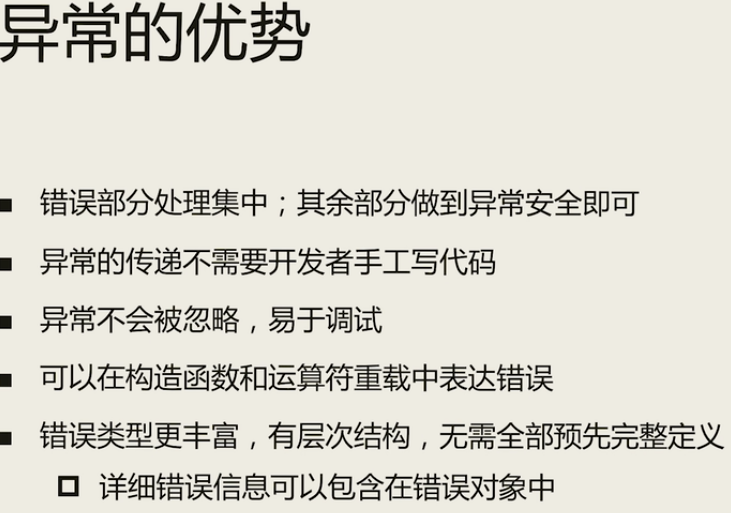 异常的优势
错误部分处理集中；其余部分做到异常安全即可
异常的传递不需要开发者手工写代码
异常不会被忽略，易于调试
可以在构造函数和运算符重载中表达错误
错误类型更丰富，有层次结构，无需全部预先完整定义
详细错误信息可以包含在错误对象中